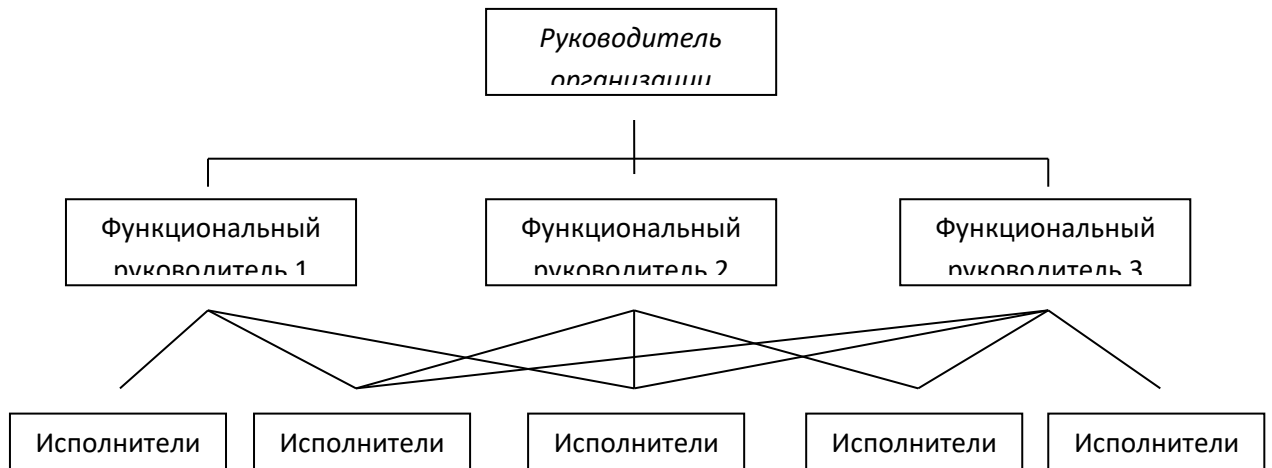 Руководитель
организации
Функциональный
руководитель 1
Функциональный
руководитель 2
Функциональный
руководитель 3
Исполнители
Исполнители
Исполнители
Исполнители
Исполнители